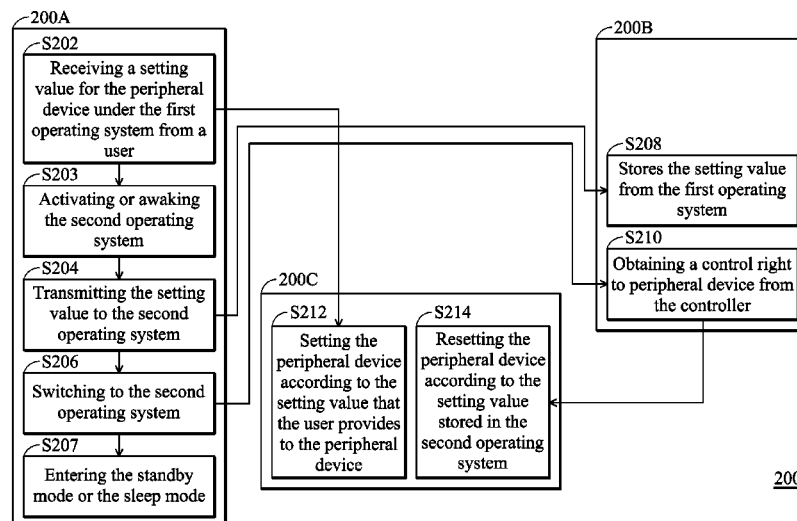 200A
S202
Receiving a setting
value for the peripheral
device under the first
operating system from a
user
S203
Activating or awaking
the second operating
system
S204
Transmitting the setting
value to the second
operating system
S206
Switching to the second
operating system
S207
Entering the standby
mode or the sleep mode
200C
S212
Setting the
peripheral device
according to the
setting value that
the user provides
to the peripheral
device
S214
Resetting the
peripheral device
according to the
setting value
stored in the
second operating
system
200B
S208
Stores the setting value
from the first operating
system
S210
Obtaining a control right
to peripheral device from
the controller
200